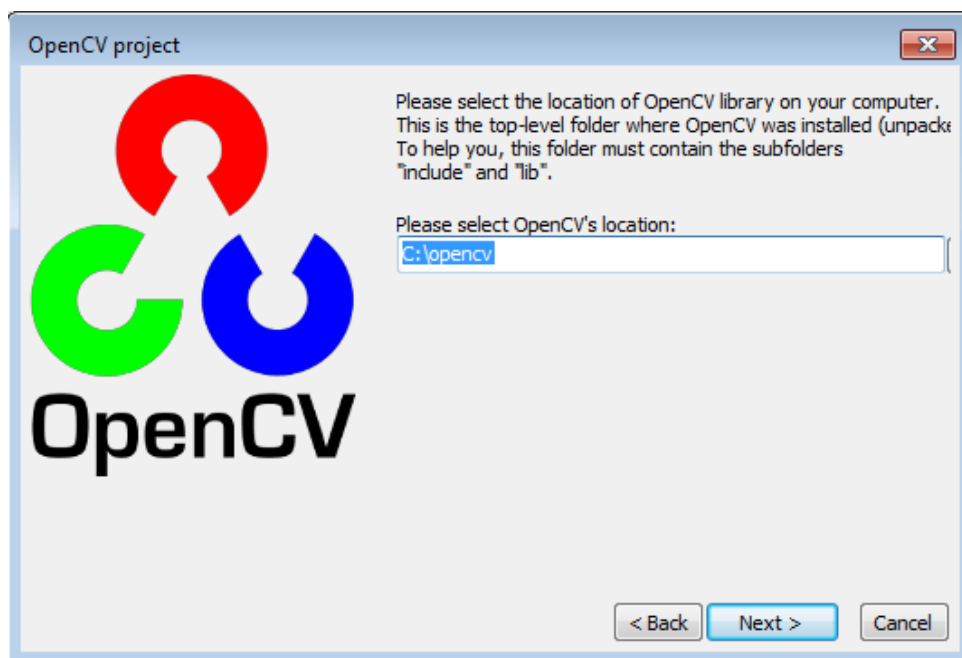 OpenCV project
Please select the location of OpenCV library on your computer.
This is the top-level folder where OpenCV was installed (unpacke
To help you, this folder must contain the subfolders
"include" and "lib".
Please select OpenCV's location:
C:\opencv
OpenCV
< Back Next > Cancel